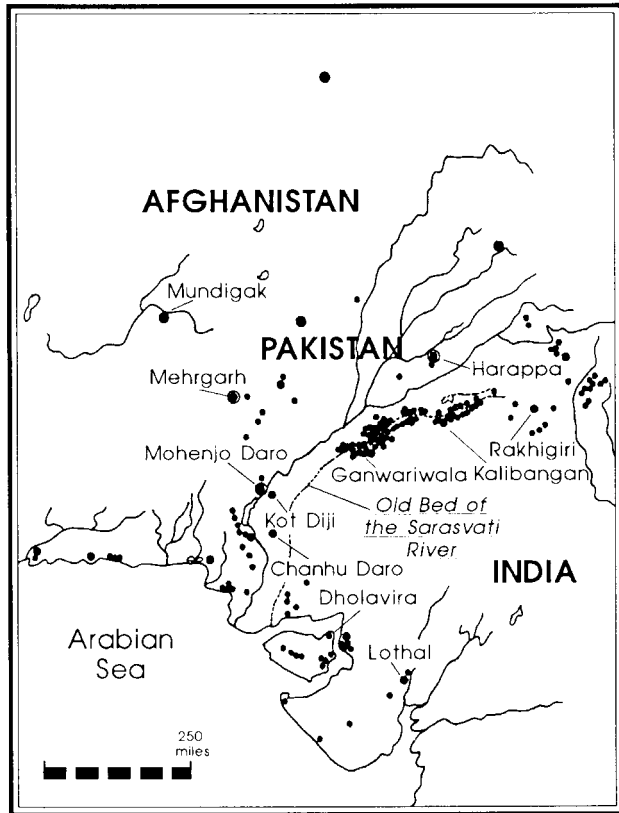 AFGHANISTAN
Mundigak
PAKISTAN
Harappa
Mehrgarh
Rakhigiri
Mohenjo Daro
Ganwariwala
Kalibangan
Old Bed of
the Sarasvati
River
Kot Diji
Chanhu Daro
INDIA
Dholavira
Arabian
Sea
Lothal
250
miles